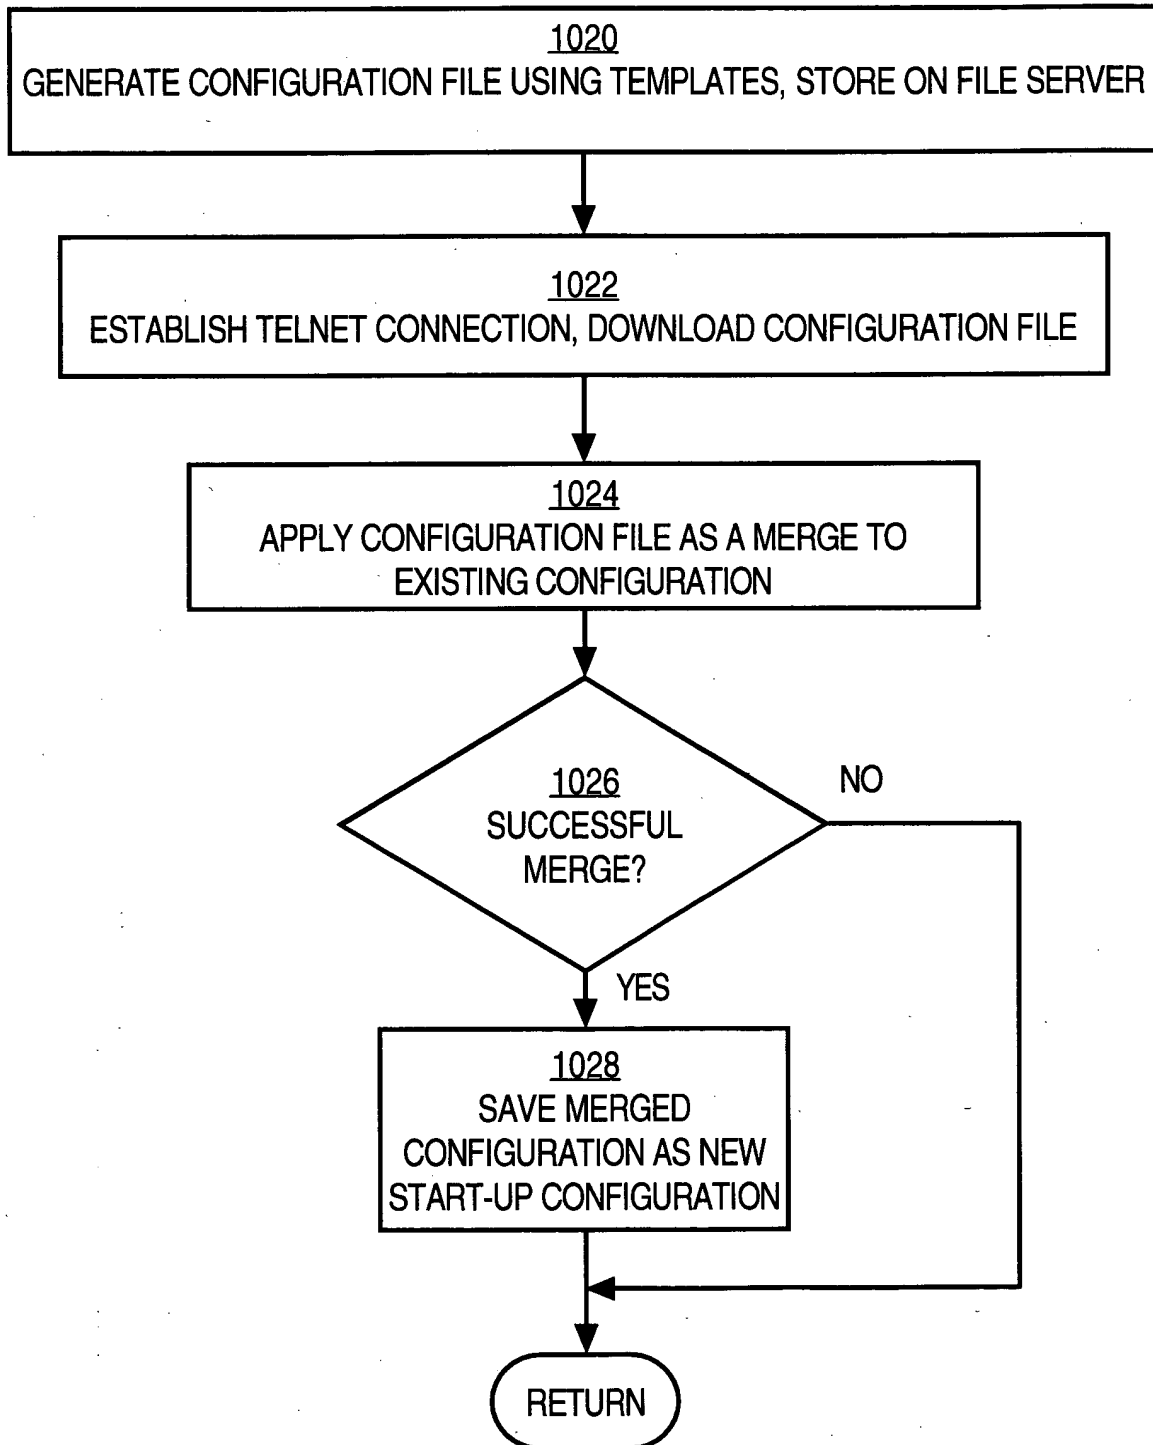 1020
GENERATE CONFIGURATION FILE USING TEMPLATES, STORE ON FILE SERVER
1022
ESTABLISH TELNET CONNECTION, DOWNLOAD CONFIGURATION FILE
1024
APPLY CONFIGURATION FILE AS A MERGE TO
EXISTING CONFIGURATION
1026
SUCCESSFUL
MERGE?
NO
YES
1028
SAVE MERGED
CONFIGURATION AS NEW
START-UP CONFIGURATION
RETURN